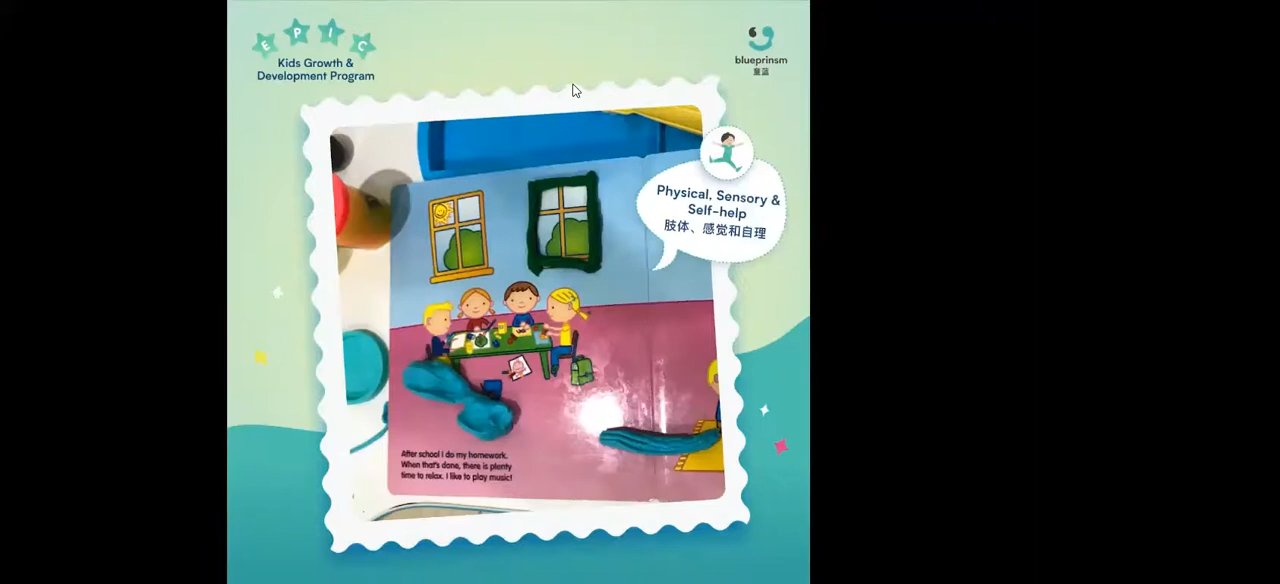 E P I C
Kids Growth &
Development Program
blueprinsm
童蓝
Physical, Sensory &
Self-help
肢体、感觉和自理
After school I do my homework.
When that's done, there is plenty
time to relax. I like to play music!